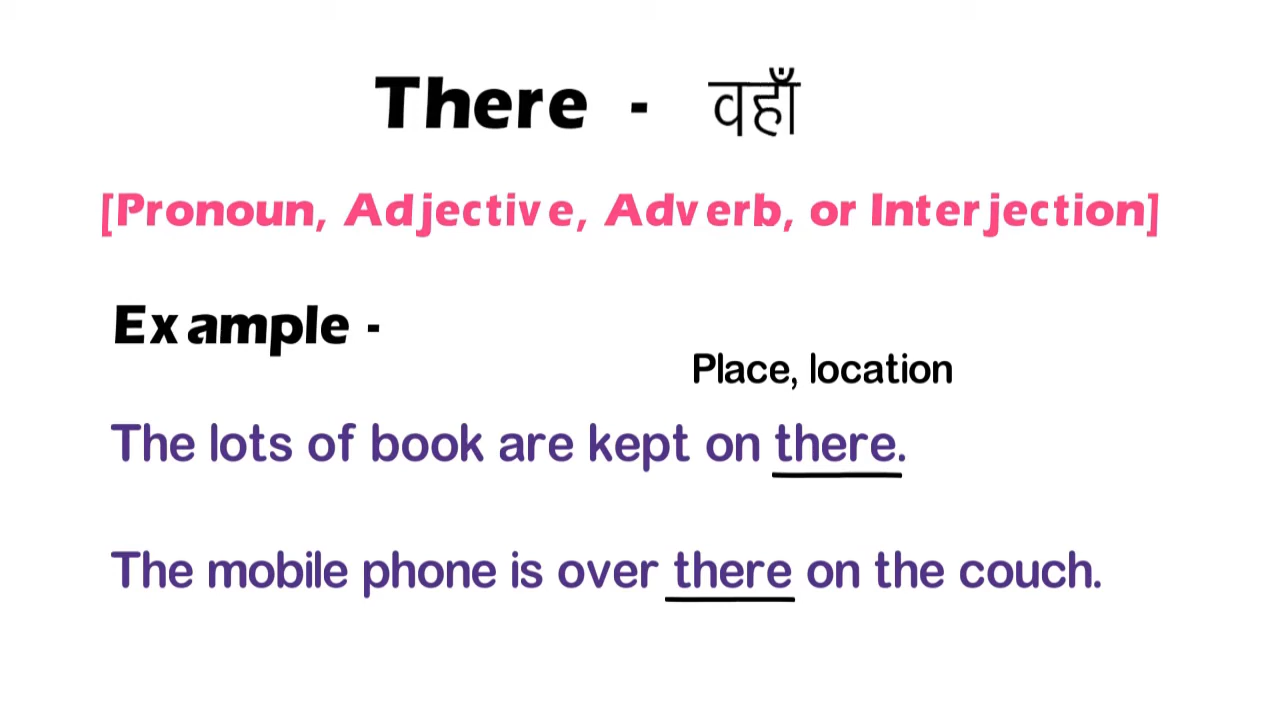 There - वहाँ
[Pronoun, Adjective, Adverb, or Interjection]
Example -
Place, location
The lots of book are kept on there.
The mobile phone is over there on the couch.